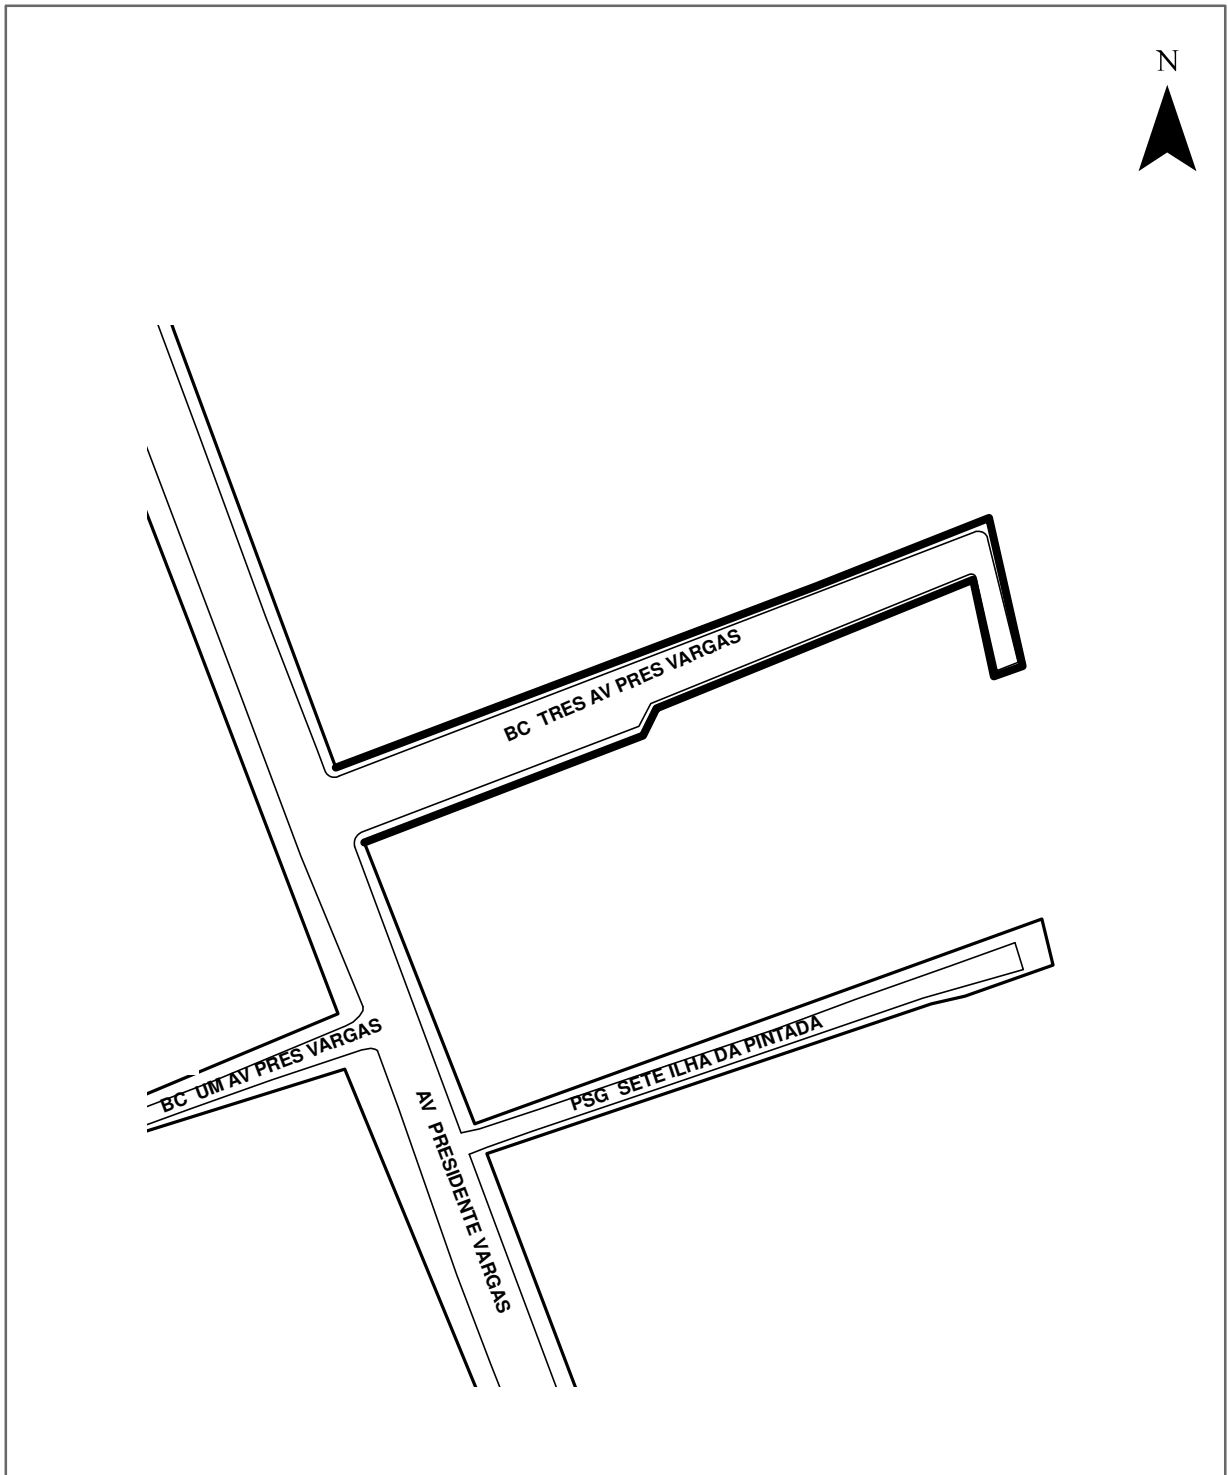 N
BC  TRES AV PRES VARGAS
BC  UM AV PRES VARGAS
PSG  SETE ILHA DA PINTADA
AV  PRESIDENTE VARGAS